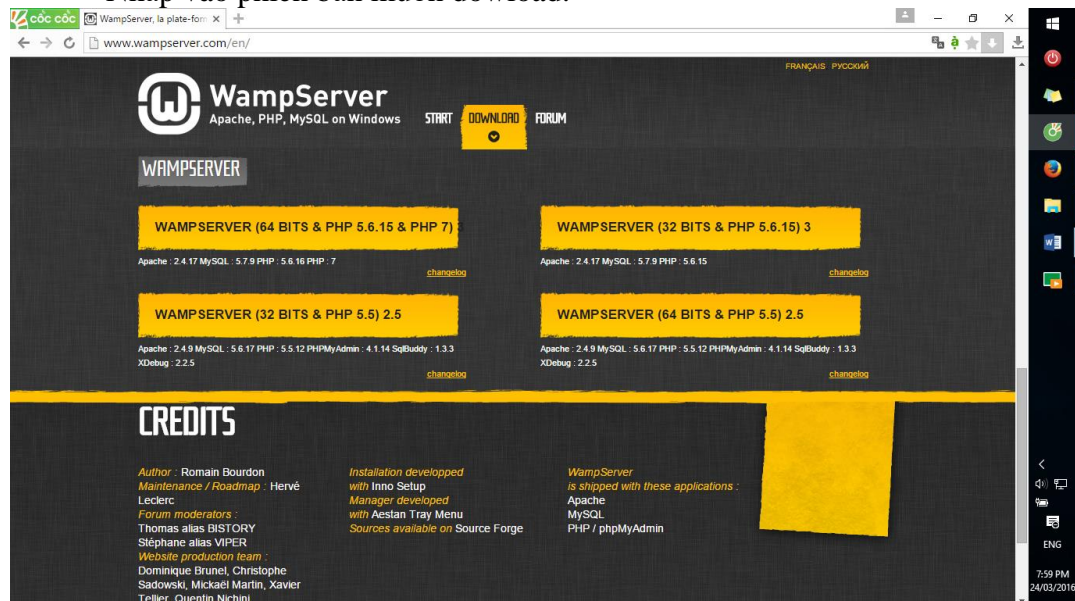 Nhấp vào phiên bản muốn dowload.
cốc cốc
WampServer, la plate-forn
www.wampserver.com/en/
FRANÇAIS РУССКИЙ
WampServer
Apache, PHP, MySQL on Windows
START DOWNLOAD FORUM
WAMPSERVER
WAMPSERVER (64 BITS & PHP 5.6.15 & PHP 7) 3
WAMPSERVER (32 BITS & PHP 5.6.15) 3
Apache : 2.4.17 MySQL : 5.7.9 PHP : 5.6.16 PHP : 7
Apache : 2.4.17 MySQL : 5.7.9 PHP : 5.6.15
changelog
changelog
WAMPSERVER (32 BITS & PHP 5.5) 2.5
WAMPSERVER (64 BITS & PHP 5.5) 2.5
Apache : 2.4.9 MySQL : 5.6.17 PHP : 5.5.12 PHPMyAdmin : 4.1.14 SqlBuddy : 1.3.3
XDebug : 2.2.5
changelog
Apache : 2.4.9 MySQL : 5.6.17 PHP : 5.5.12 PHPMyAdmin : 4.1.14 SqlBuddy : 1.3.3
XDebug : 2.2.5
changelog
CREDITS
Author : Romain Bourdon
Maintenance / Roadmap : Hervé
Leclerc
Forum moderators :
Thomas alias BISTORY
Stéphane alias VIPER
Website production team :
Dominique Brunel, Christophe
Sadowski, Mickaël Martin, Xavier
Tellier, Quentin Nichini
Installation developped
with Inno Setup
Manager developed
with Aestan Tray Menu
Sources available on Source Forge
WampServer
is shipped with these applications :
Apache
MySQL
PHP / phpMyAdmin
ENG
7:59 PM
24/03/2016